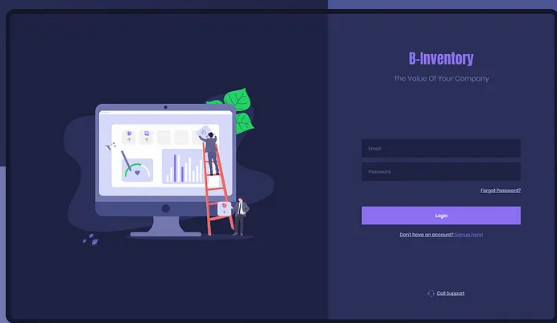 B-Inventory
The Value Of Your Company
Email
Password
Forgot Password?
Login
Don't have an account? Signup here!
Call Support